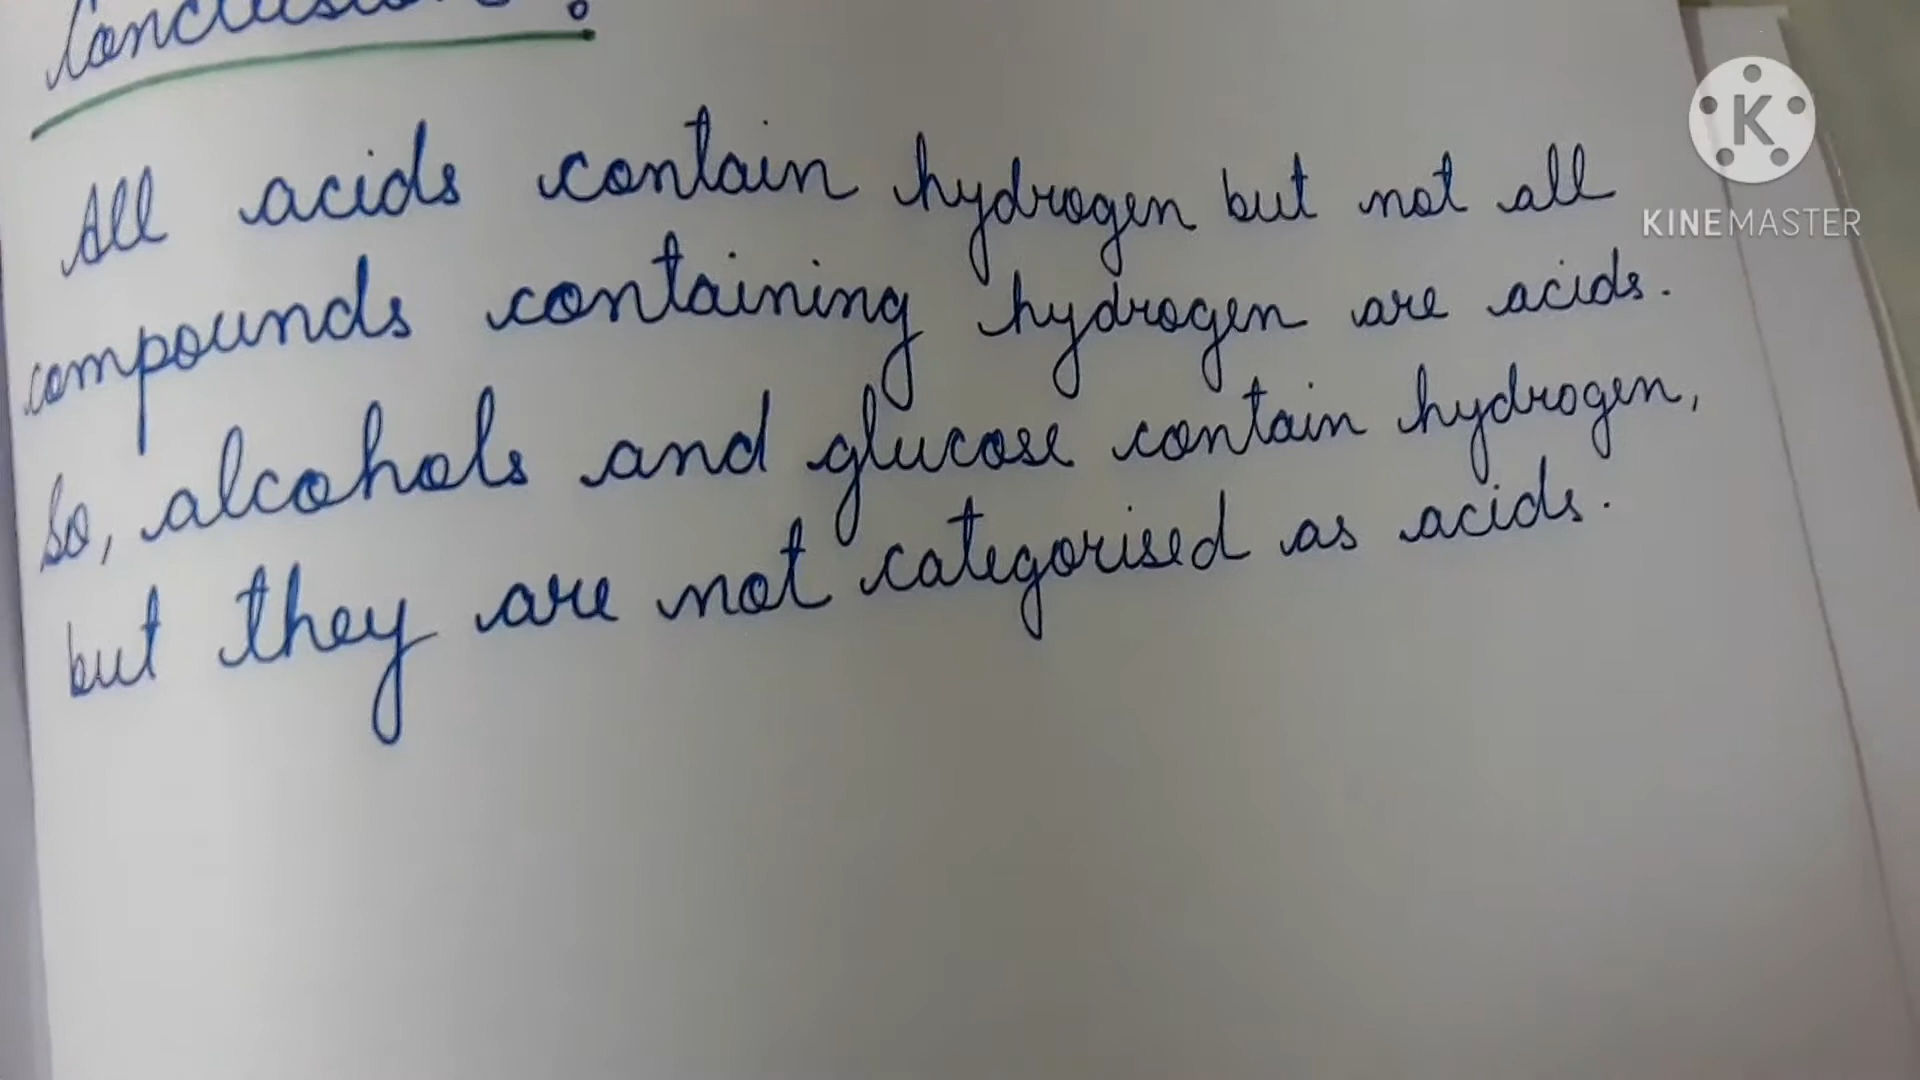 Conclusion :
All acids contain hydrogen but not all
compounds containing hydrogen are acids.
So, alcohols and glucose contain hydrogen,
but they are not categorised as acids.
K
KINEMASTER